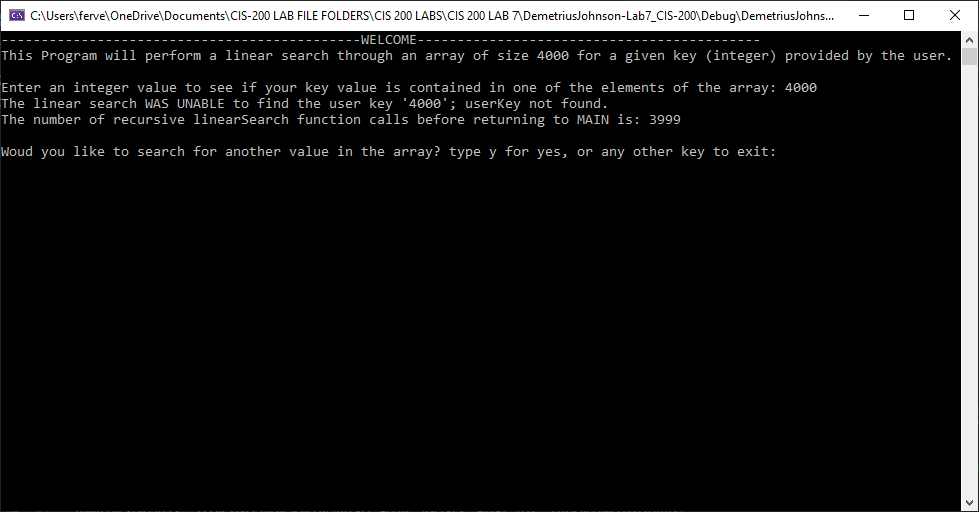 C:\Users\ferve\OneDrive\Documents\CIS-200 LAB FILE FOLDERS\CIS 200 LABS\CIS 200 LAB 7\DemetriusJohnson-Lab7_CIS-200\Debug\DemetriusJohns...
---------------------------------------------WELCOME-------------------------------------------
This Program will perform a linear search through an array of size 4000 for a given key (integer) provided by the user.
Enter an integer value to see if your key value is contained in one of the elements of the array: 4000
The linear search WAS UNABLE to find the user key '4000'; userKey not found.
The number of recursive linearSearch function calls before returning to MAIN is: 3999
Woud you like to search for another value in the array? type y for yes, or any other key to exit: